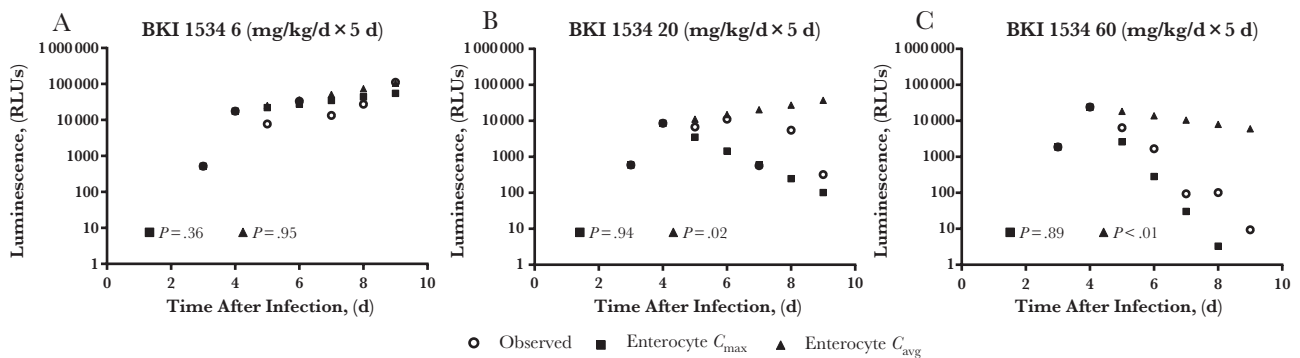 A
BKI 1534 6 (mg/kg/d × 5 d)
Luminescence, (RLUs)
1 000 000
100 000
10 000
1000
100
10
1
P = .36 P = .95
0 2 4 6 8 10
Time After Infection, (d)
B
BKI 1534 20 (mg/kg/d × 5 d)
Luminescence, (RLUs)
1 000 000
100 000
10 000
1000
100
10
1
P = .94 P = .02
0 2 4 6 8 10
Time After Infection, (d)
C
BKI 1534 60 (mg/kg/d × 5 d)
Luminescence, (RLUs)
1 000 000
100 000
10 000
1000
100
10
1
P = .89 P < .01
0 2 4 6 8 10
Time After Infection, (d)
Observed Enterocyte Cmax Enterocyte Cavg